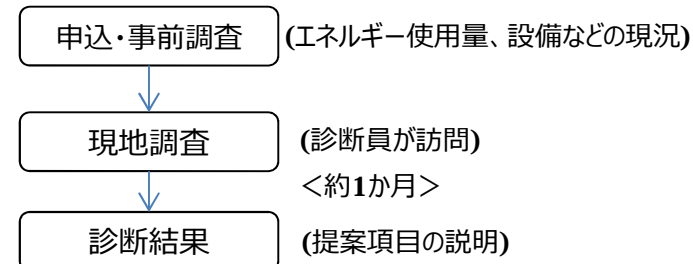 申込・事前調査 (エネルギー使用量、設備などの現況)
現地調査 (診断員が訪問)
＜約1か月＞
診断結果 (提案項目の説明)